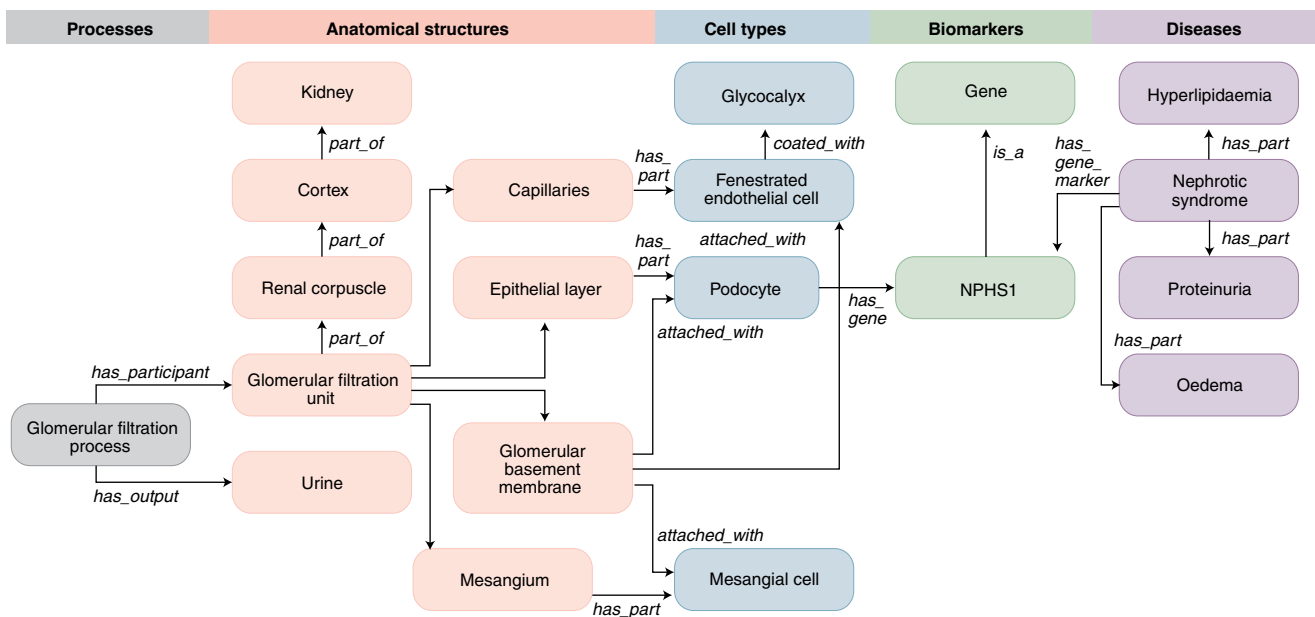 Processes
Anatomical structures
Cell types
Biomarkers
Diseases
Kidney
Glycocalyx
Gene
Hyperlipidaemia
part_of
has_
part
coated_with
is_a
has_
gene_
marker
has_part
Cortex
Capillaries
Fenestrated
endothelial cell
Nephrotic
syndrome
part_of
has_
part
attached_with
has_part
Renal corpuscle
Epithelial layer
Podocyte
has_
gene
NPHS1
Proteinuria
part_of
attached_with
has_part
has_participant
Glomerular filtration
unit
Oedema
Glomerular filtration
process
Glomerular
basement
membrane
has_output
Urine
attached_with
Mesangium
has_part
Mesangial cell